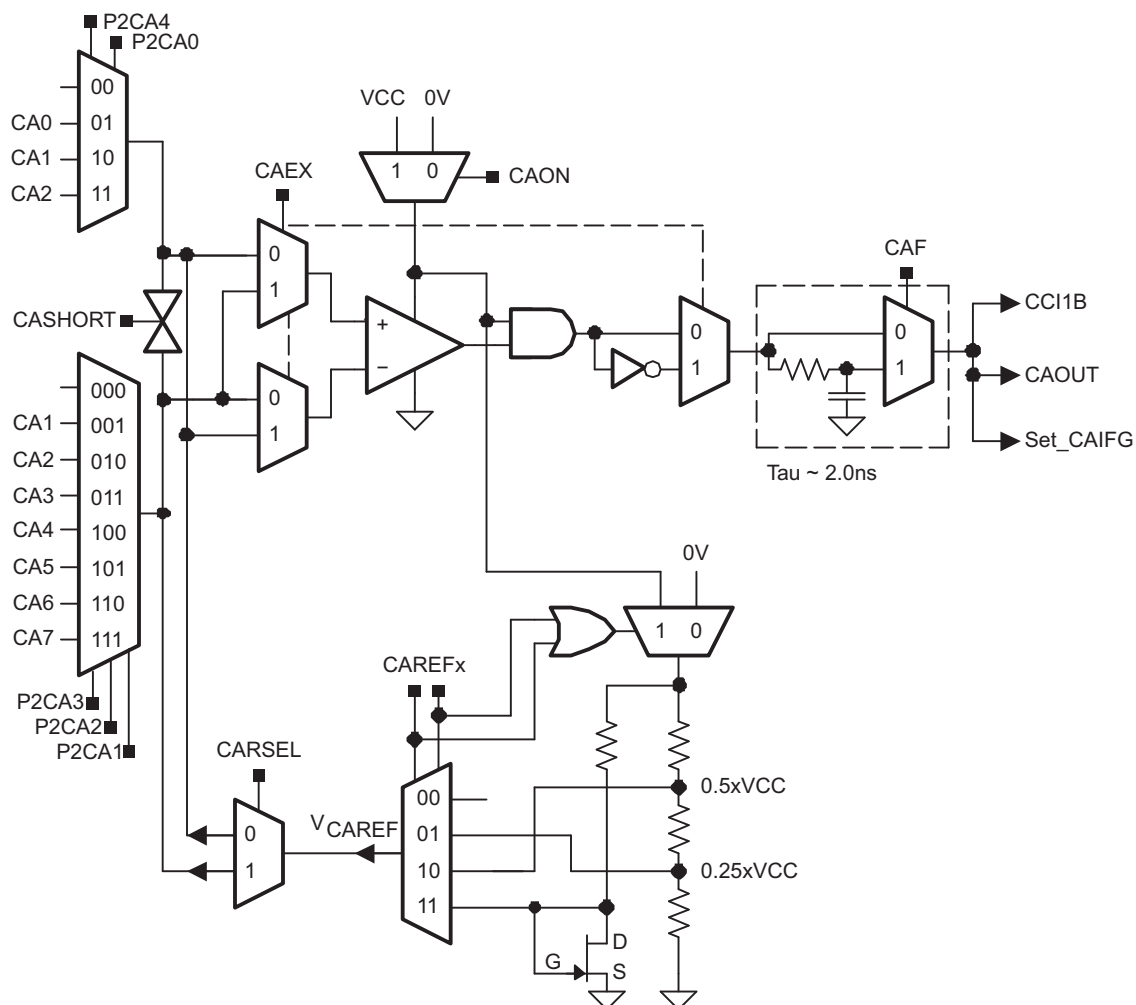 P2CA4
P2CA0
00
CA0 01
CA1 10
CA2 11
VCC 0V
1 0
CAON
CAEX
0
1
CASHORT
+
−
0
1
0
1
CAF
0
1
CCI1B
CAOUT
Set_CAIFG
Tau ~ 2.0ns
000
CA1 001
CA2 010
CA3 011
CA4 100
CA5 101
CA6 110
CA7 111
P2CA3
P2CA2
P2CA1
0V
1 0
CAREFx
CARSEL
0
1
VCAREF
00
01
10
11
0.5xVCC
0.25xVCC
D
G
S